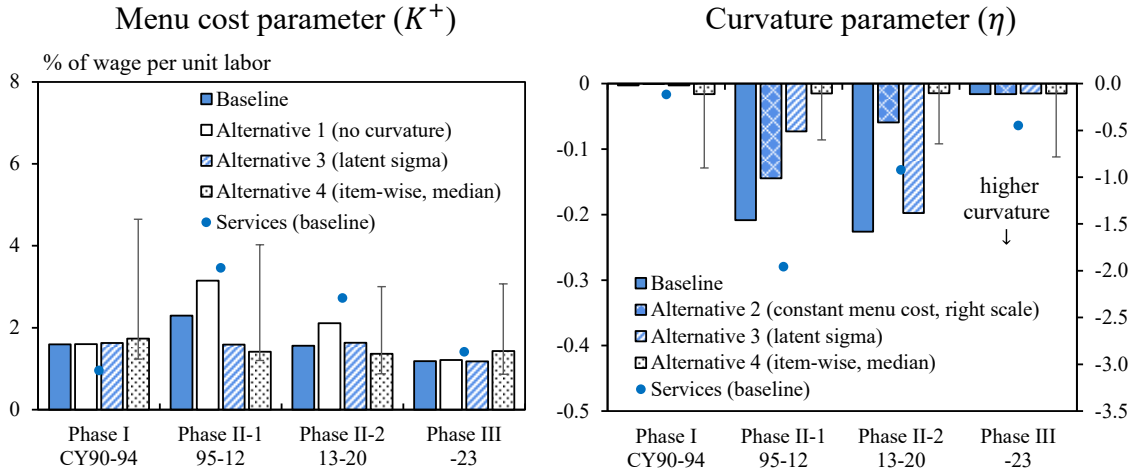 Menu cost parameter (K⁺)
% of wage per unit labor
8
6
4
2
0
Baseline
Alternative 1 (no curvature)
Alternative 3 (latent sigma)
Alternative 4 (item-wise, median)
Services (baseline)
Phase I Phase II-1 Phase II-2 Phase III
CY90-94 95-12 13-20 -23
Curvature parameter (η)
0
-0.1
-0.2
-0.3
-0.4
-0.5
0.0
-0.5
-1.0
-1.5
-2.0
-2.5
-3.0
-3.5
higher
curvature
↓
Baseline
Alternative 2 (constant menu cost, right scale)
Alternative 3 (latent sigma)
Alternative 4 (item-wise, median)
Services (baseline)
Phase I Phase II-1 Phase II-2 Phase III
CY90-94 95-12 13-20 -23